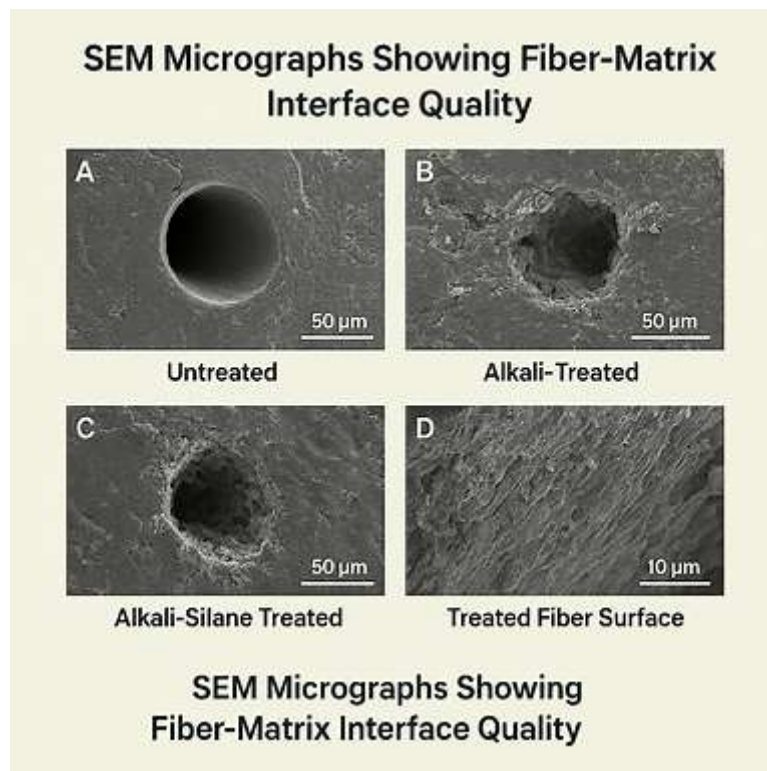 SEM Micrographs Showing Fiber-Matrix
Interface Quality
A
B
50 µm
50 µm
Untreated
Alkali-Treated
C
D
50 µm
10 µm
Alkali-Silane Treated
Treated Fiber Surface
SEM Micrographs Showing
Fiber-Matrix Interface Quality